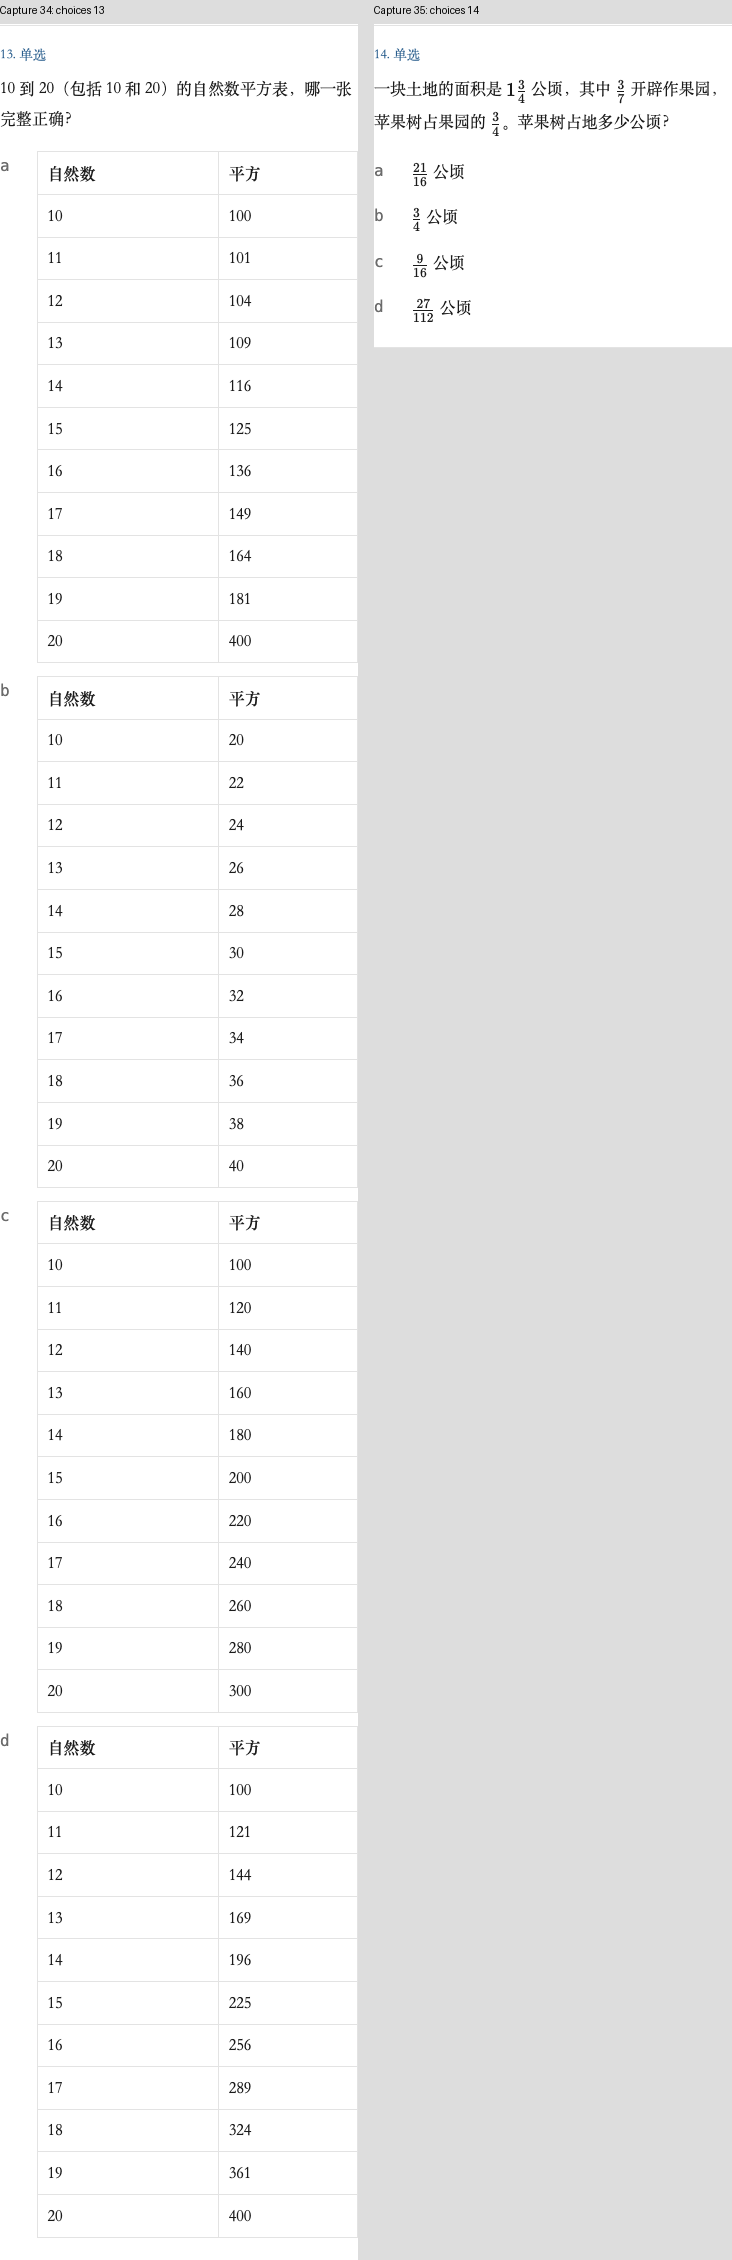 Capture 34: choices 13
13. 单选
10 到 20（包括 10 和 20）的自然数平方表，哪一张
完整正确？
a
自然数 平方
10 100
11 101
12 104
13 109
14 116
15 125
16 136
17 149
18 164
19 181
20 400
b
自然数 平方
10 20
11 22
12 24
13 26
14 28
15 30
16 32
17 34
18 36
19 38
20 40
c
自然数 平方
10 100
11 120
12 140
13 160
14 180
15 200
16 220
17 240
18 260
19 280
20 300
d
自然数 平方
10 100
11 121
12 144
13 169
14 196
15 225
16 256
17 289
18 324
19 361
20 400
Capture 35: choices 14
14. 单选
一块土地的面积是 1 3/4 公顷，其中 3/7 开辟作果园，
苹果树占果园的 3/4。苹果树占地多少公顷？
a 21/16 公顷
b 3/4 公顷
c 9/16 公顷
d 27/112 公顷